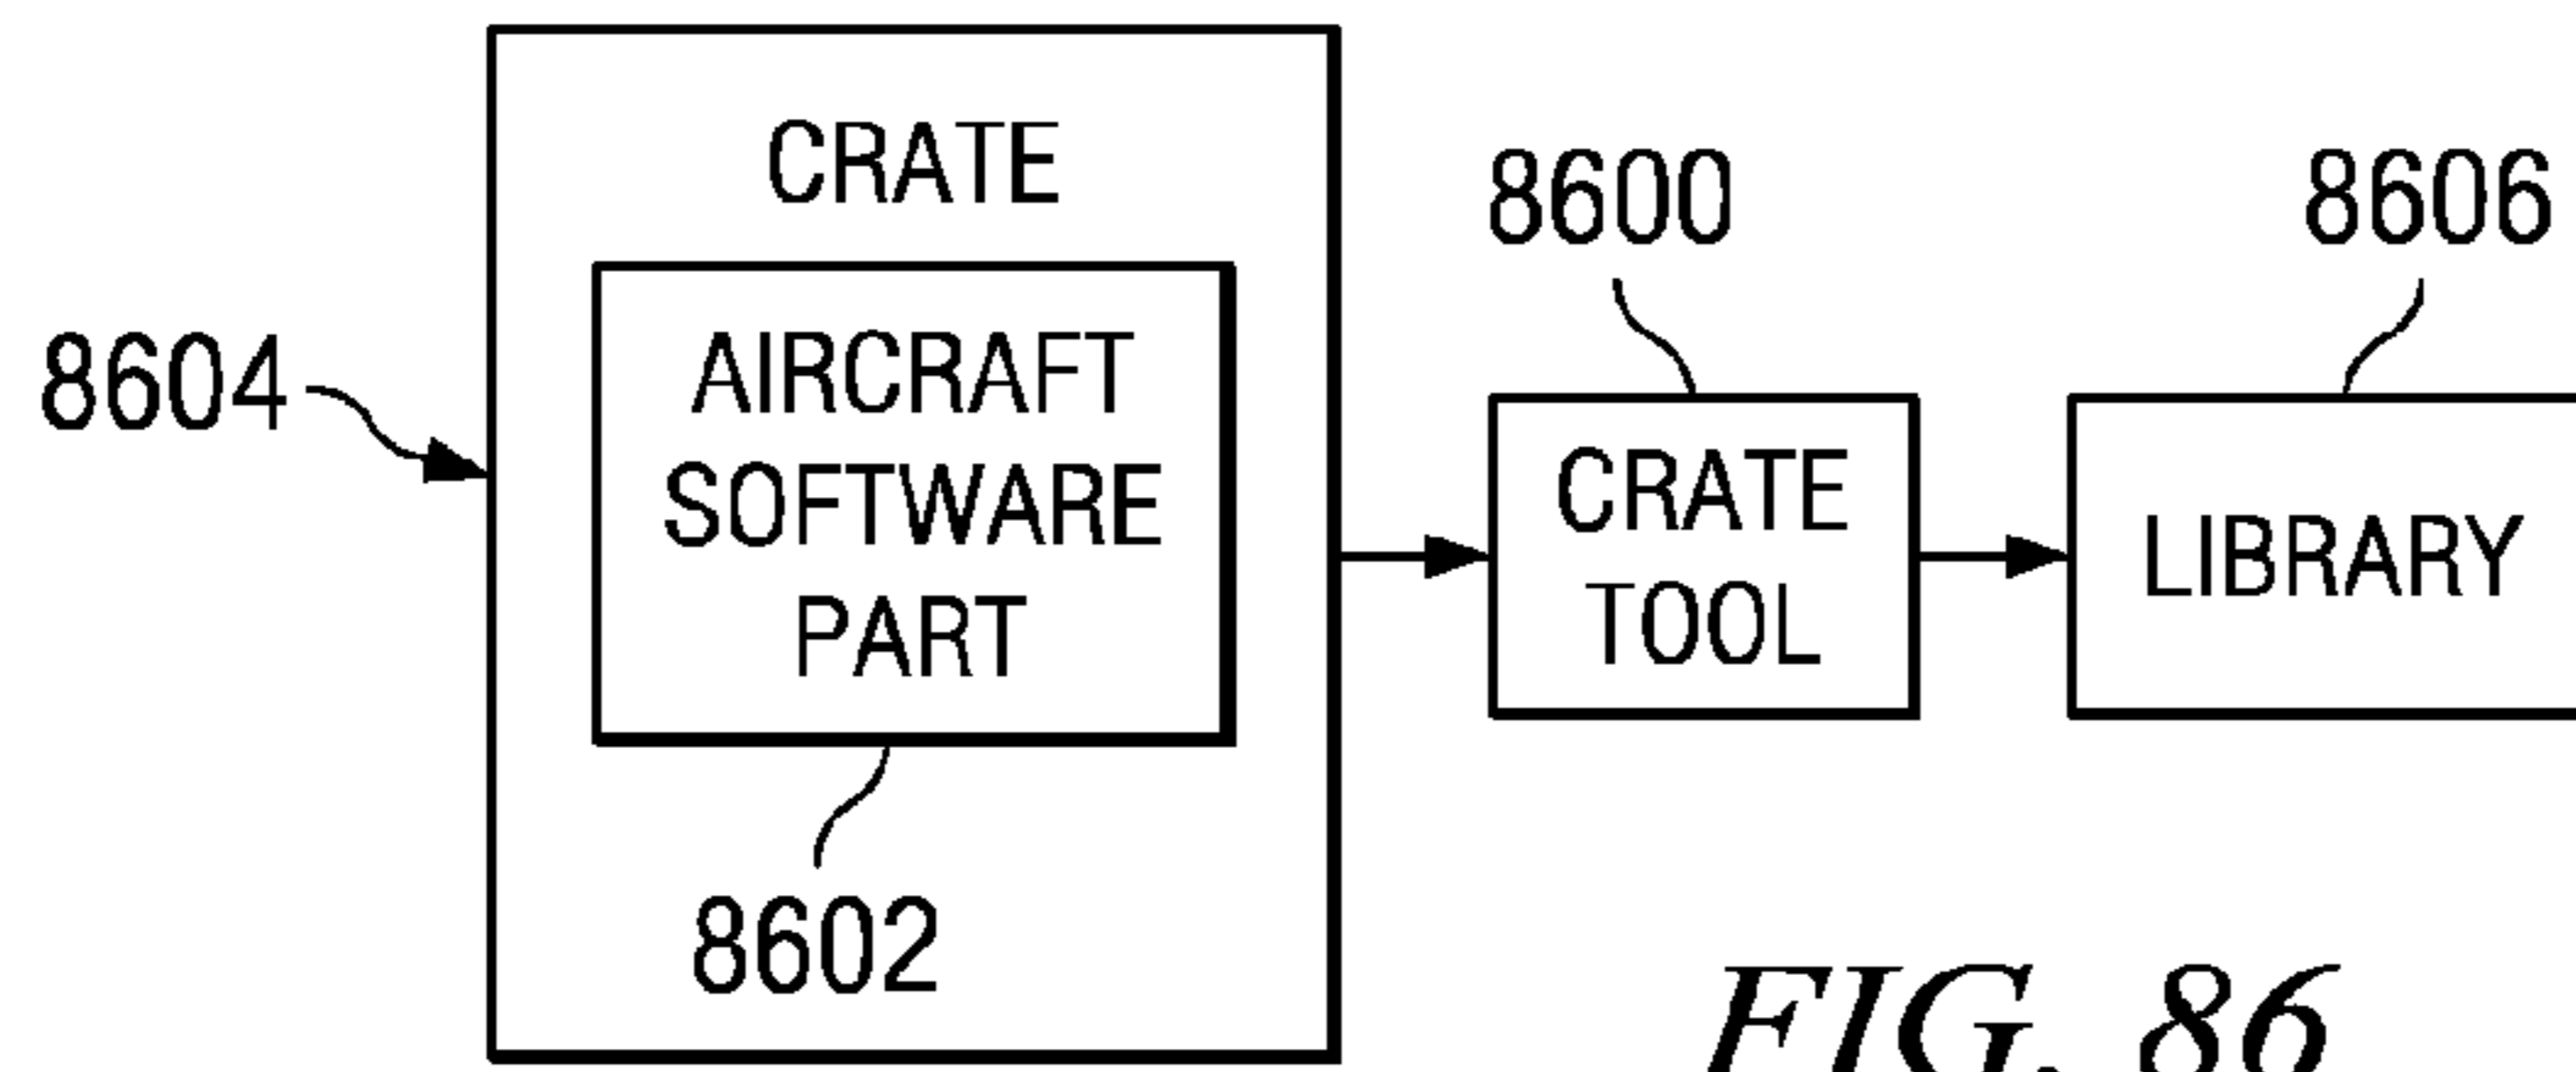 CRATE
8600
8606
8604
AIRCRAFT
SOFTWARE
PART
CRATE
TOOL
LIBRARY
8602
FIG. 86